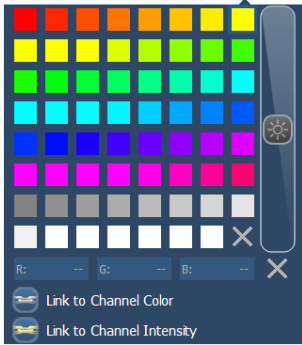 R: -- G: -- B: --
Link to Channel Color
Link to Channel Intensity